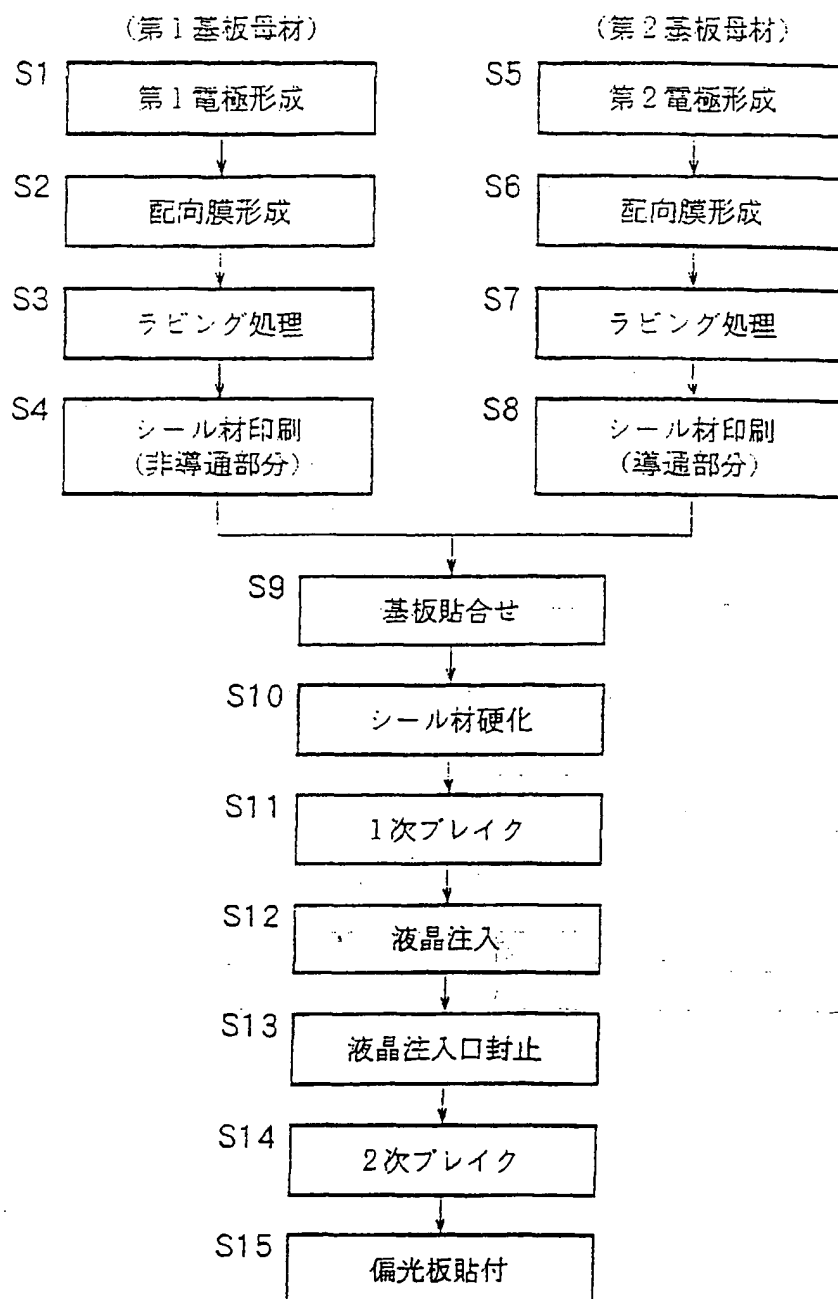 (第1基板母材)
(第2基板母材)
S1
第1電極形成
S5
第2電極形成
S2
配向膜形成
S6
配向膜形成
S3
ラビング処理
S7
ラビング処理
S4
シール材印刷
(非導通部分)
S8
シール材印刷
(導通部分)
S9
基板貼合せ
S10
シール材硬化
S11
1次ブレイク
S12
液晶注入
S13
液晶注入口封止
S14
2次ブレイク
S15
偏光板貼付